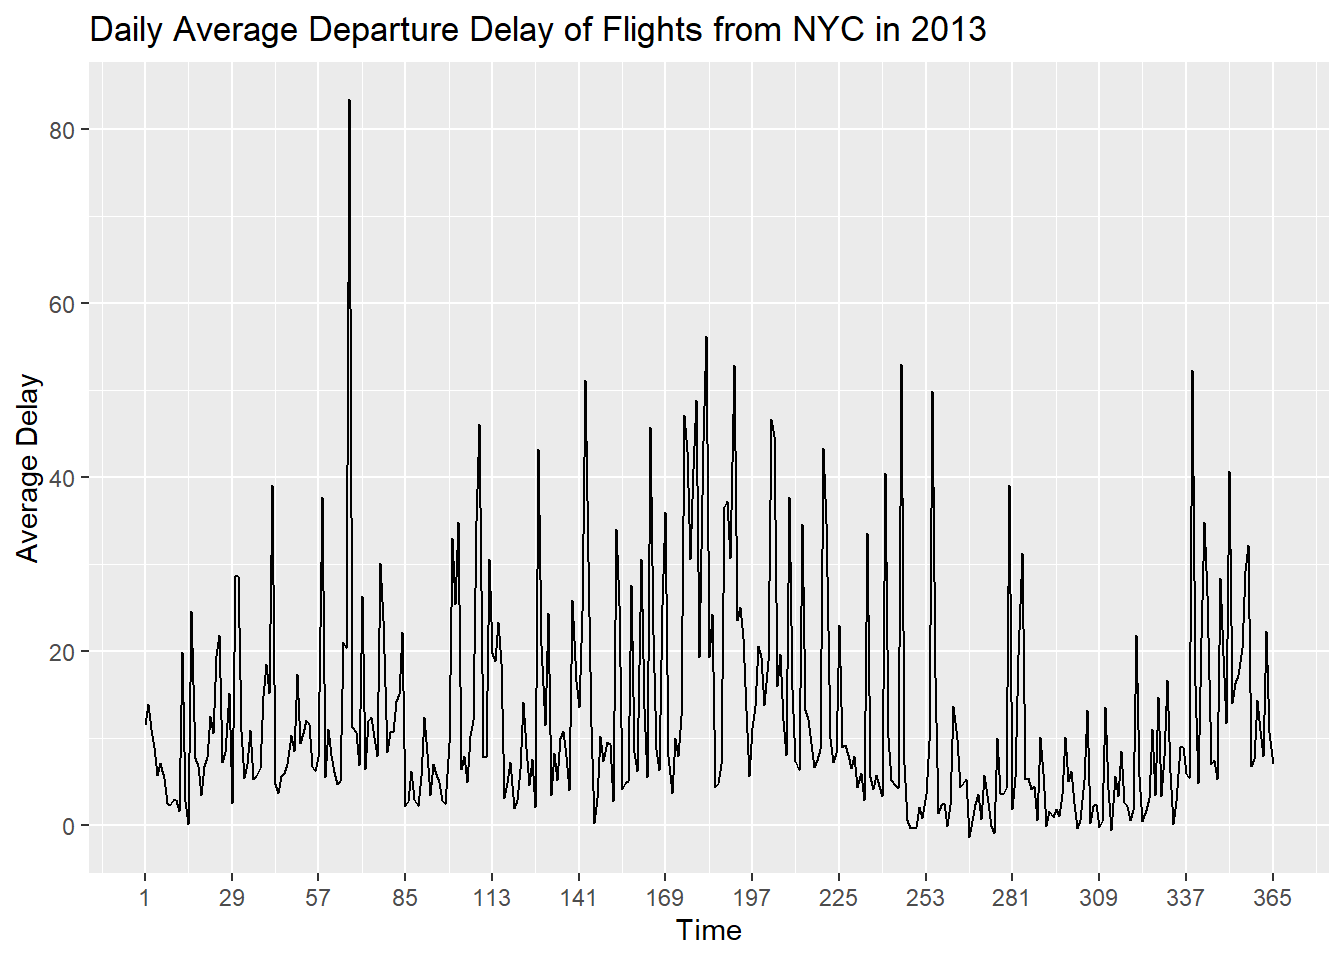 Daily Average Departure Delay of Flights from NYC in 2013
Average Delay
80
60
40
20
0
1 29 57 85 113 141 169 197 225 253 281 309 337 365
Time